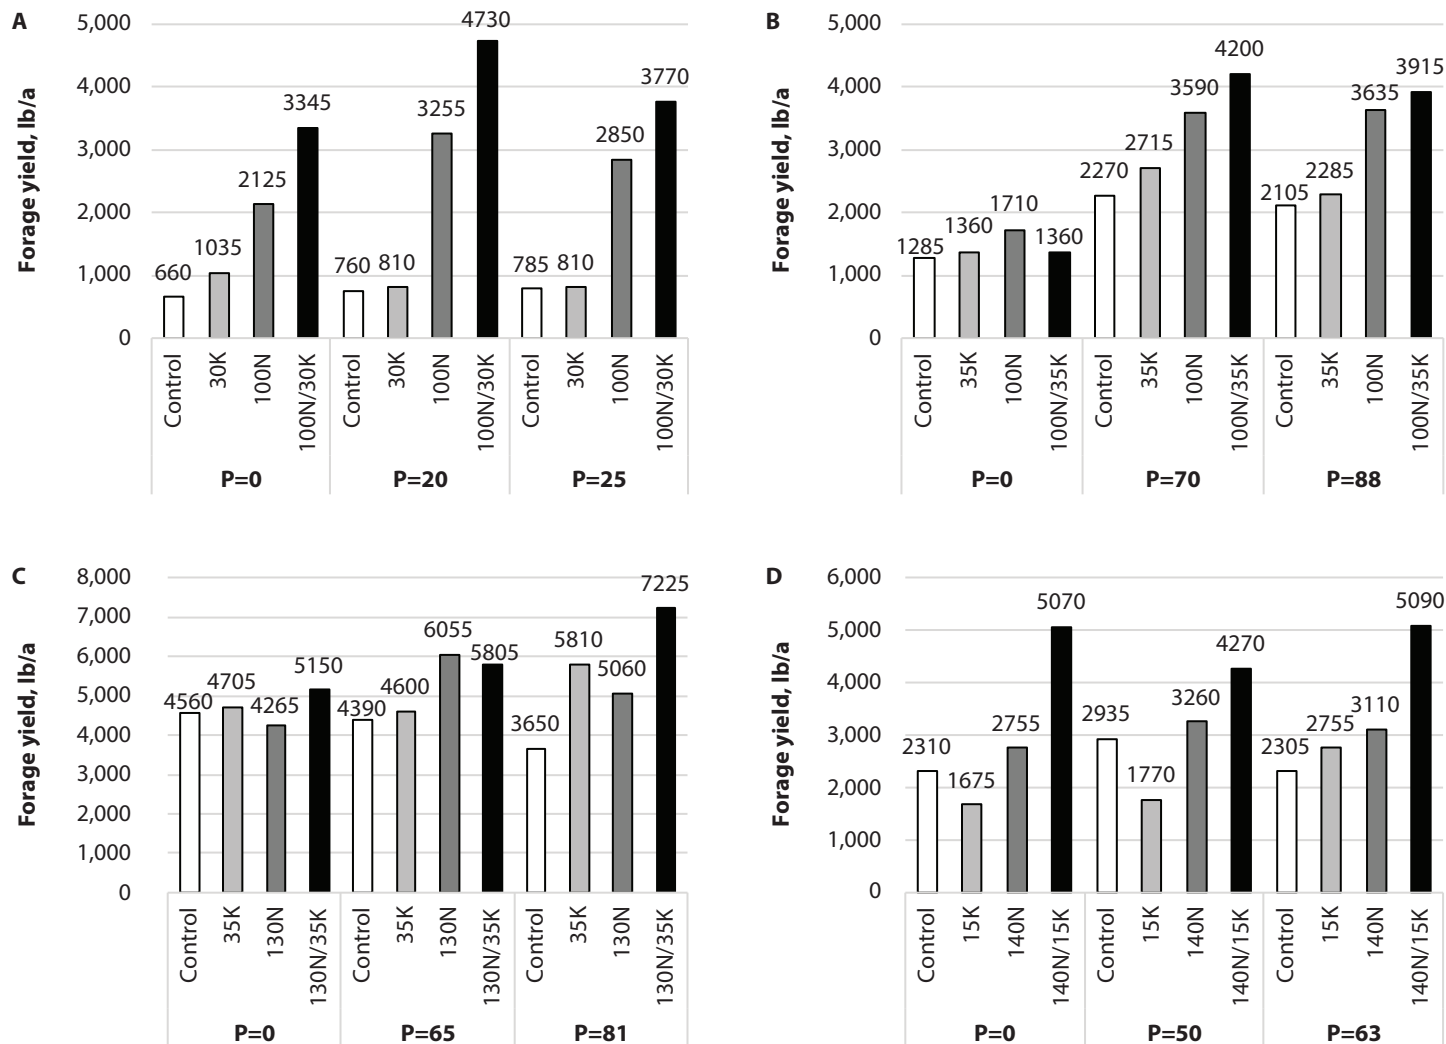 A
Forage yield, lb/a
5,000
4,000
3,000
2,000
1,000
0
660
1035
2125
3345
760
810
3255
4730
785
810
2850
3770
Control
30K
100N
100N/30K
Control
30K
100N
100N/30K
Control
30K
100N
100N/30K
P=0
P=20
P=25
B
Forage yield, lb/a
5,000
4,000
3,000
2,000
1,000
0
1285
1360
1710
1360
2270
2715
3590
4200
2105
2285
3635
3915
Control
35K
100N
100N/35K
Control
35K
100N
100N/35K
Control
35K
100N
100N/35K
P=0
P=70
P=88
C
Forage yield, lb/a
8,000
7,000
6,000
5,000
4,000
3,000
2,000
1,000
0
4560
4705
4265
5150
4390
4600
6055
5805
3650
5810
5060
7225
Control
35K
130N
130N/35K
Control
35K
130N
130N/35K
Control
35K
130N
130N/35K
P=0
P=65
P=81
D
Forage yield, lb/a
6,000
5,000
4,000
3,000
2,000
1,000
0
2310
1675
2755
5070
2935
1770
3260
4270
2305
2755
3110
5090
Control
15K
140N
140N/15K
Control
15K
140N
140N/15K
Control
15K
140N
140N/15K
P=0
P=50
P=63